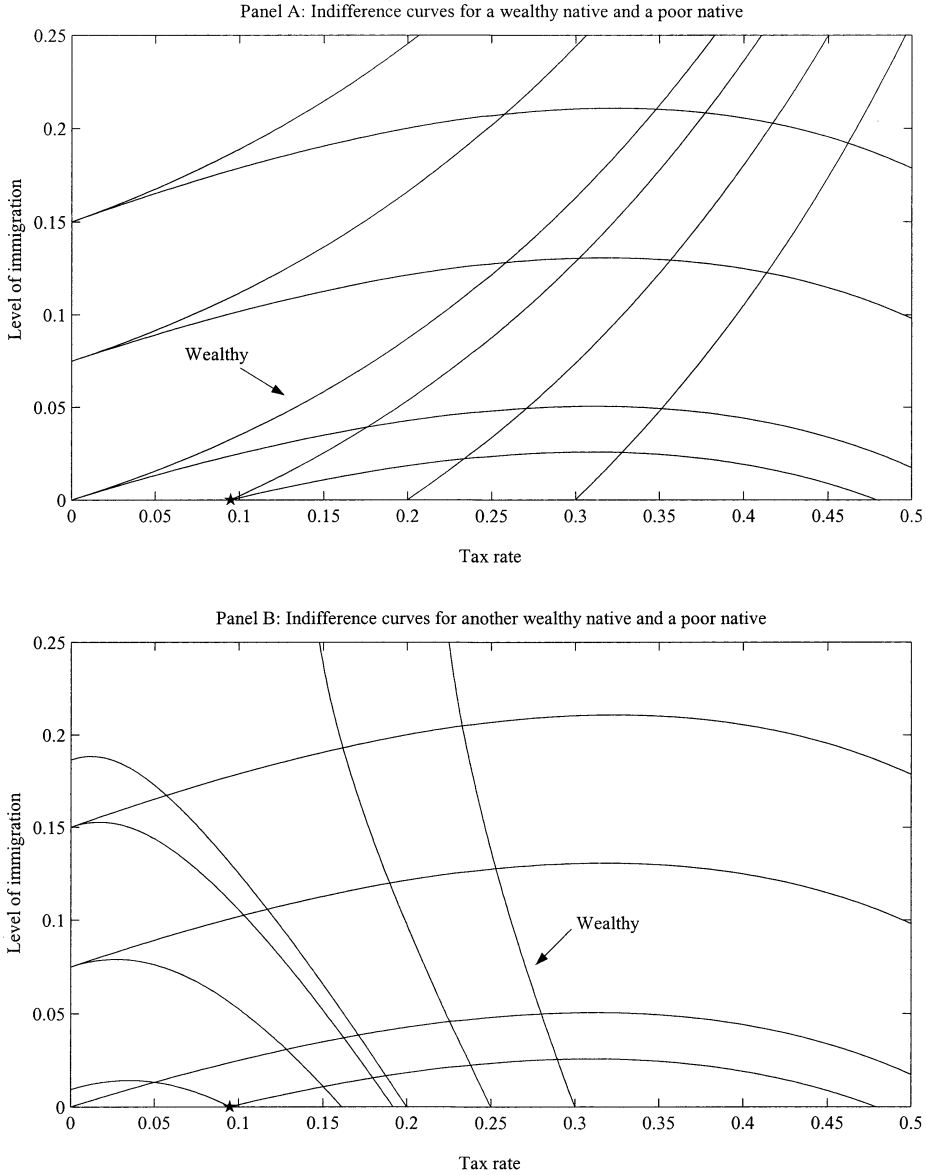 Panel A: Indifference curves for a wealthy native and a poor native
0.25
0.2
0.15
0.1
0.05
0
Level of immigration
Wealthy
0 0.05 0.1 0.15 0.2 0.25 0.3 0.35 0.4 0.45 0.5
Tax rate
Panel B: Indifference curves for another wealthy native and a poor native
0.25
0.2
0.15
0.1
0.05
0
Level of immigration
Wealthy
0 0.05 0.1 0.15 0.2 0.25 0.3 0.35 0.4 0.45 0.5
Tax rate